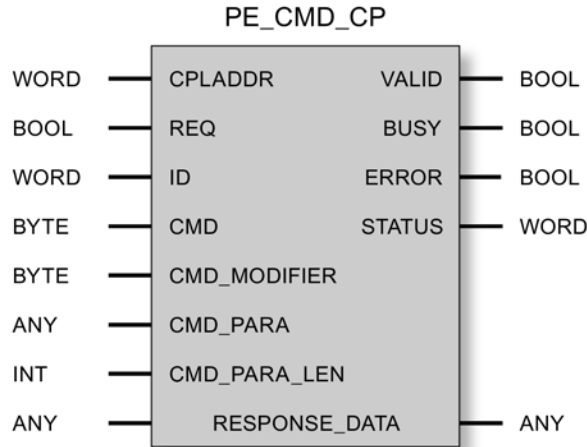 PE_CMD_CP
WORD CPLADDR VALID BOOL
BOOL REQ BUSY BOOL
WORD ID ERROR BOOL
BYTE CMD STATUS WORD
BYTE CMD_MODIFIER
ANY CMD_PARA
INT CMD_PARA_LEN
ANY RESPONSE_DATA ANY